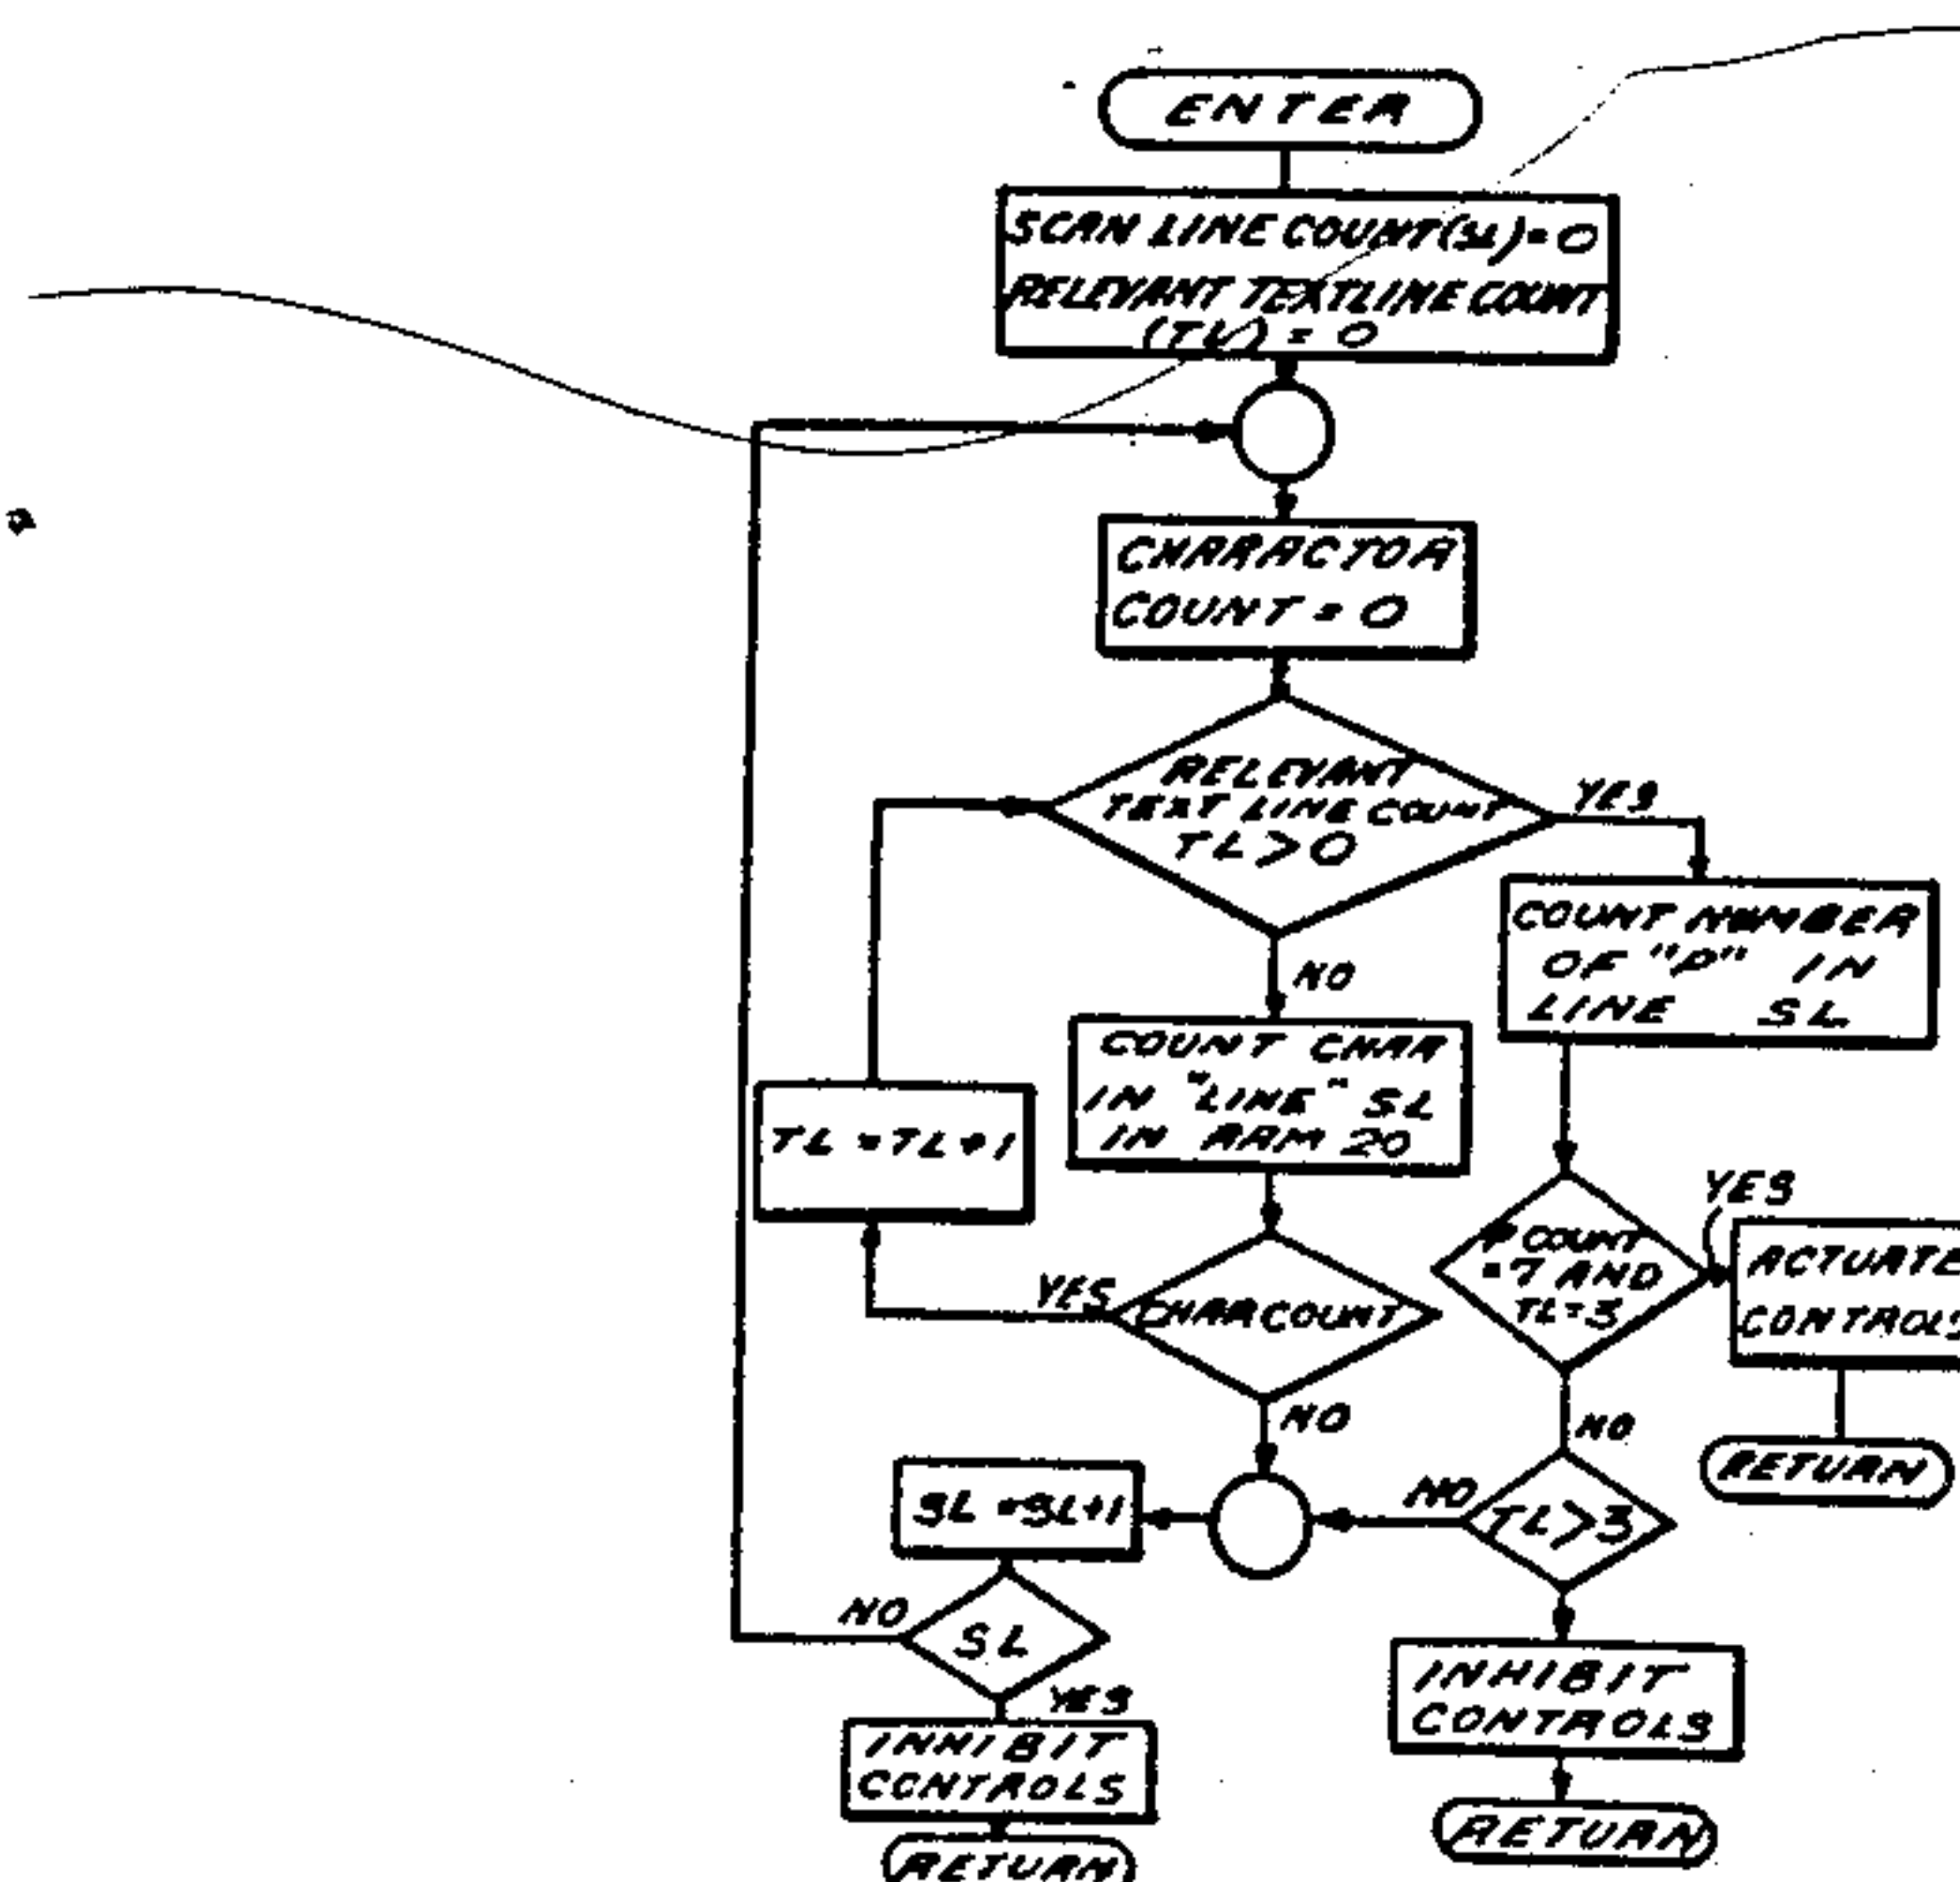 ENTER
SCAN LINE COUNT (SL) = 0
RELEVANT TEXTLINE COUNT
(TL) = 0
CHARACTOR
COUNT = 0
RELEVANT
TEXT LINE COUNT
TL > 0
YES
NO
COUNT NUMBER
OF "P" IN
LINE SL
COUNT CHAR
IN "LINE" SL
IN RAM 20
TL = TL + 1
YES
CHAR COUNT
NO
P COUNT
= 7 AND
TL = 3
YES
ACTUATE
CONTROLS
RETURN
NO
TL > 3
NO
SL = SL + 1
SL
NO
YES
INHIBIT
CONTROLS
RETURN
INHIBIT
CONTROLS
RETURN